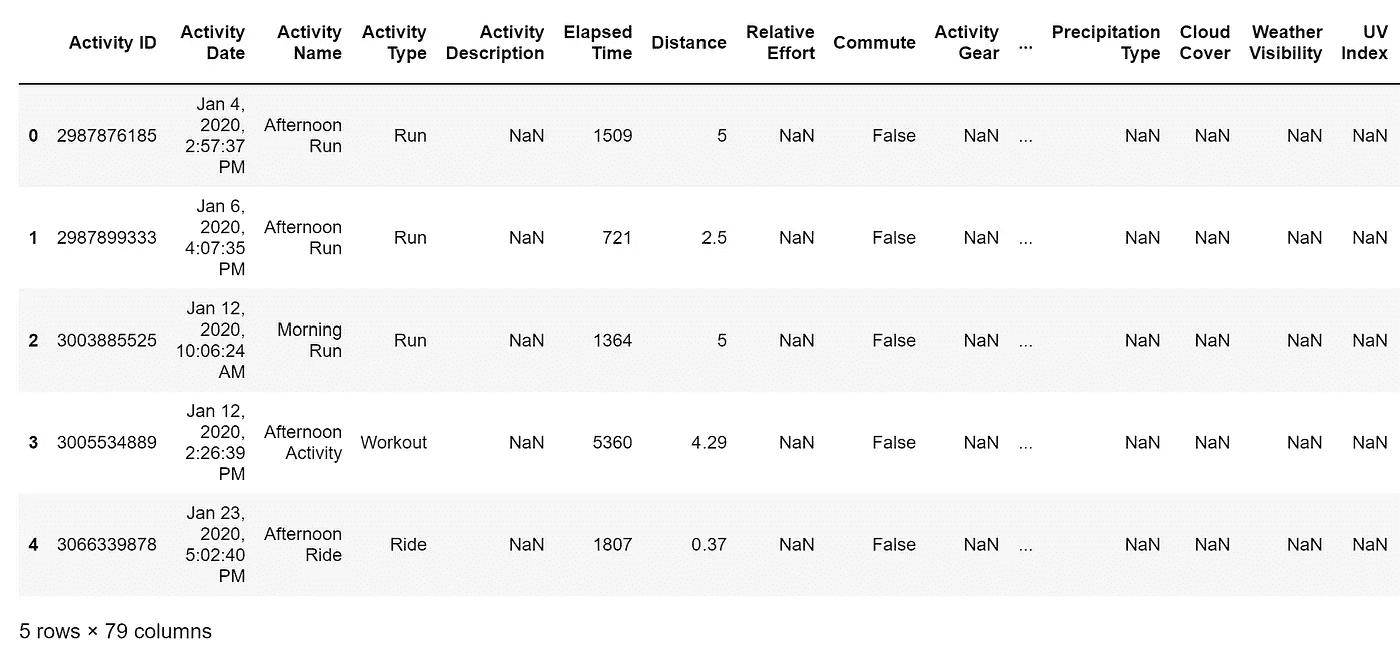 Activity ID Activity Date Activity Name Activity Type Activity Description Elapsed Time Distance Relative Effort Commute Activity Gear ... Precipitation Type Cloud Cover Weather Visibility UV Index
0 2987876185 Jan 4, 2020, 2:57:37 PM Afternoon Run Run NaN 1509 5 NaN False NaN ... NaN NaN NaN NaN
1 2987899333 Jan 6, 2020, 4:07:35 PM Afternoon Run Run NaN 721 2.5 NaN False NaN ... NaN NaN NaN NaN
2 3003885525 Jan 12, 2020, 10:06:24 AM Morning Run Run NaN 1364 5 NaN False NaN ... NaN NaN NaN NaN
3 3005534889 Jan 12, 2020, 2:26:39 PM Afternoon Activity Workout NaN 5360 4.29 NaN False NaN ... NaN NaN NaN NaN
4 3066339878 Jan 23, 2020, 5:02:40 PM Afternoon Ride Ride NaN 1807 0.37 NaN False NaN ... NaN NaN NaN NaN
5 rows × 79 columns